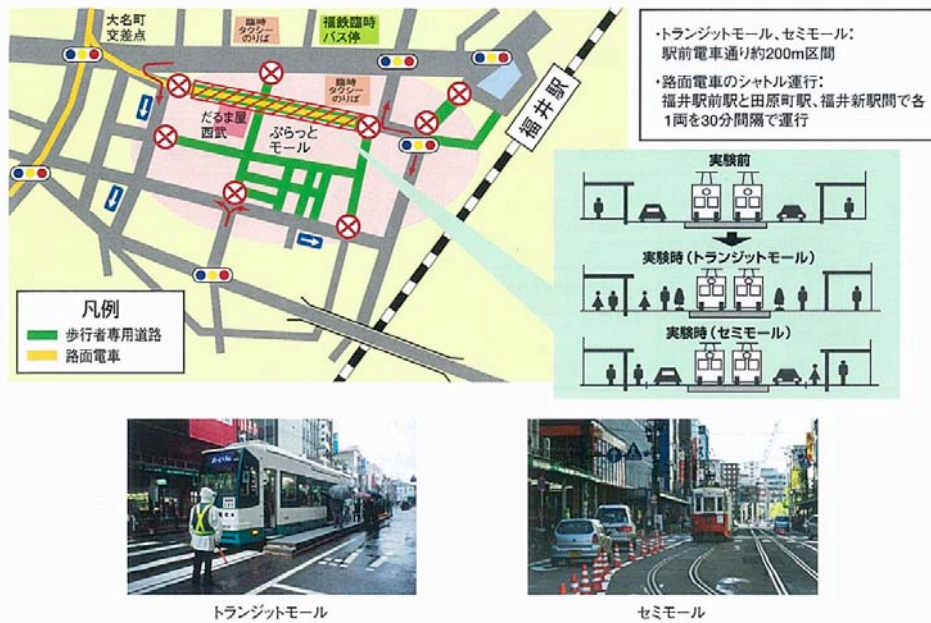 大名町
交差点
臨時
タクシー
のりば
福鉄臨時
バス停
臨時
タクシー
のりば
だるま屋
西武
ぷらっと
モール
福井駅
凡例
歩行者専用道路
路面電車
・トランジットモール、セミモール：
駅前電車通り約200m区間
・路面電車のシャトル運行：
福井駅前駅と田原町駅、福井新駅間で各
1両を30分間隔で運行
実験前
実験時（トランジットモール）
実験時（セミモール）
トランジットモール
セミモール